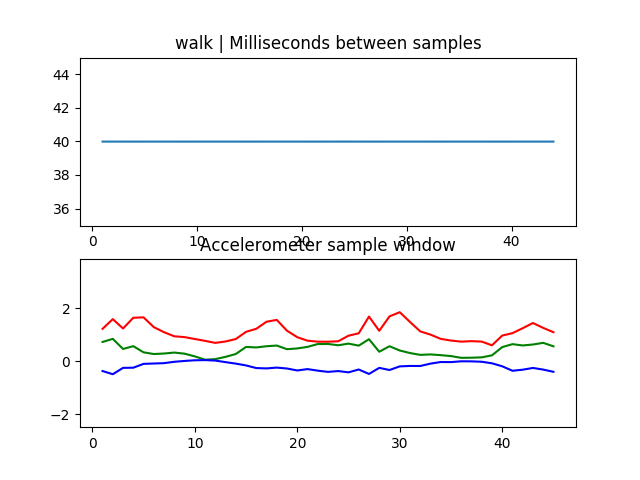 walk | Milliseconds between samples
44
42
40
38
36
0 10 20 30 40
Accelerometer sample window
2
0
−2
0 10 20 30 40